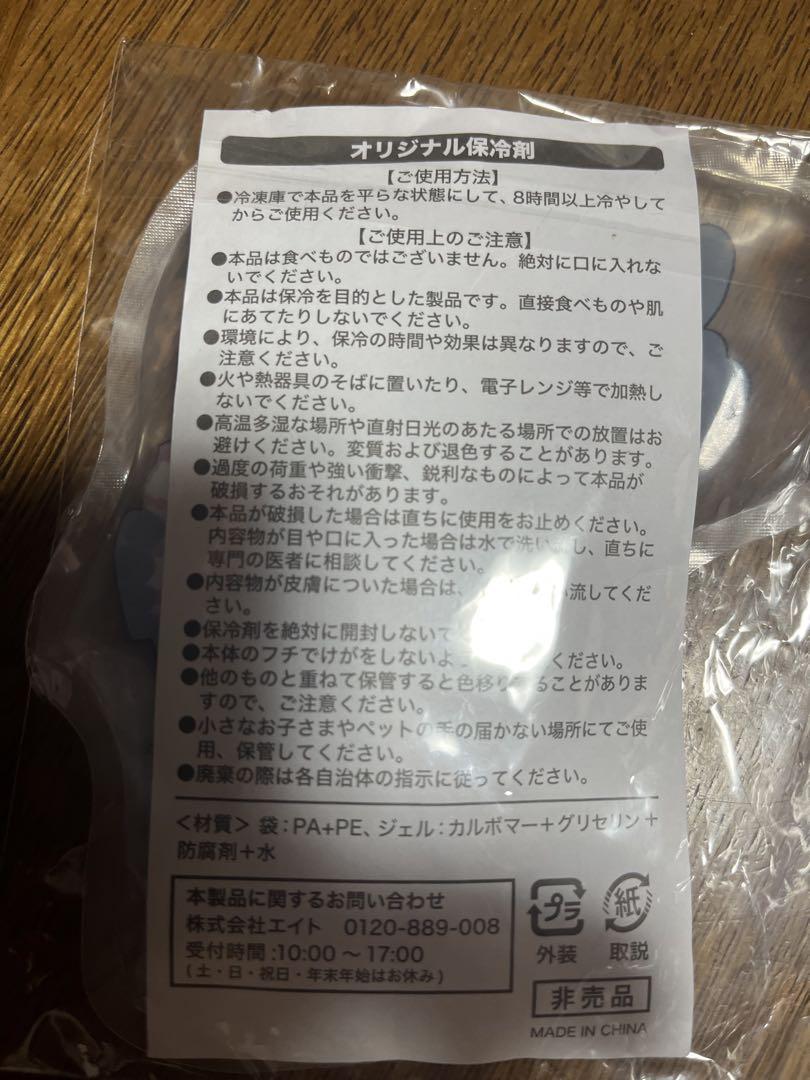 オリジナル保冷剤
【ご使用方法】
●冷凍庫で本品を平らな状態にして、8時間以上冷やして
からご使用ください。
【ご使用上のご注意】
●本品は食べものではございません。絶対に口に入れな
いでください。
●本品は保冷を目的とした製品です。直接食べものや肌
にあてたりしないでください。
●環境により、保冷の時間や効果は異なりますので、ご
注意ください。
●火や熱器具のそばに置いたり、電子レンジ等で加熱し
ないでください。
●高温多湿な場所や直射日光のあたる場所での放置はお
避けください。変質および退色することがあります。
●過度の荷重や強い衝撃、鋭利なものによって本品が
破損するおそれがあります。
●本品が破損した場合は直ちに使用をお止めください。
内容物が目や口に入った場合は水で洗い し、直ちに
専門の医者に相談してください。
●内容物が皮膚についた場合は、 流してくだ
さい。
●保冷剤を絶対に開封しないで
●本体のフチでけがをしないよ ください。
●他のものと重ねて保管すると色移り ことがありま
すので、ご注意ください。
●小さなお子さまやペットの手の届かない場所にてご使
用、保管してください。
●廃棄の際は各自治体の指示に従ってください。
＜材質＞ 袋：PA+PE、ジェル：カルボマー＋グリセリン＋
防腐剤＋水
本製品に関するお問い合わせ
株式会社エイト 0120-889-008
受付時間：10:00 ～ 17:00
(土・日・祝日・年末年始はお休み)
プラ
外装
紙
取説
非売品
MADE IN CHINA